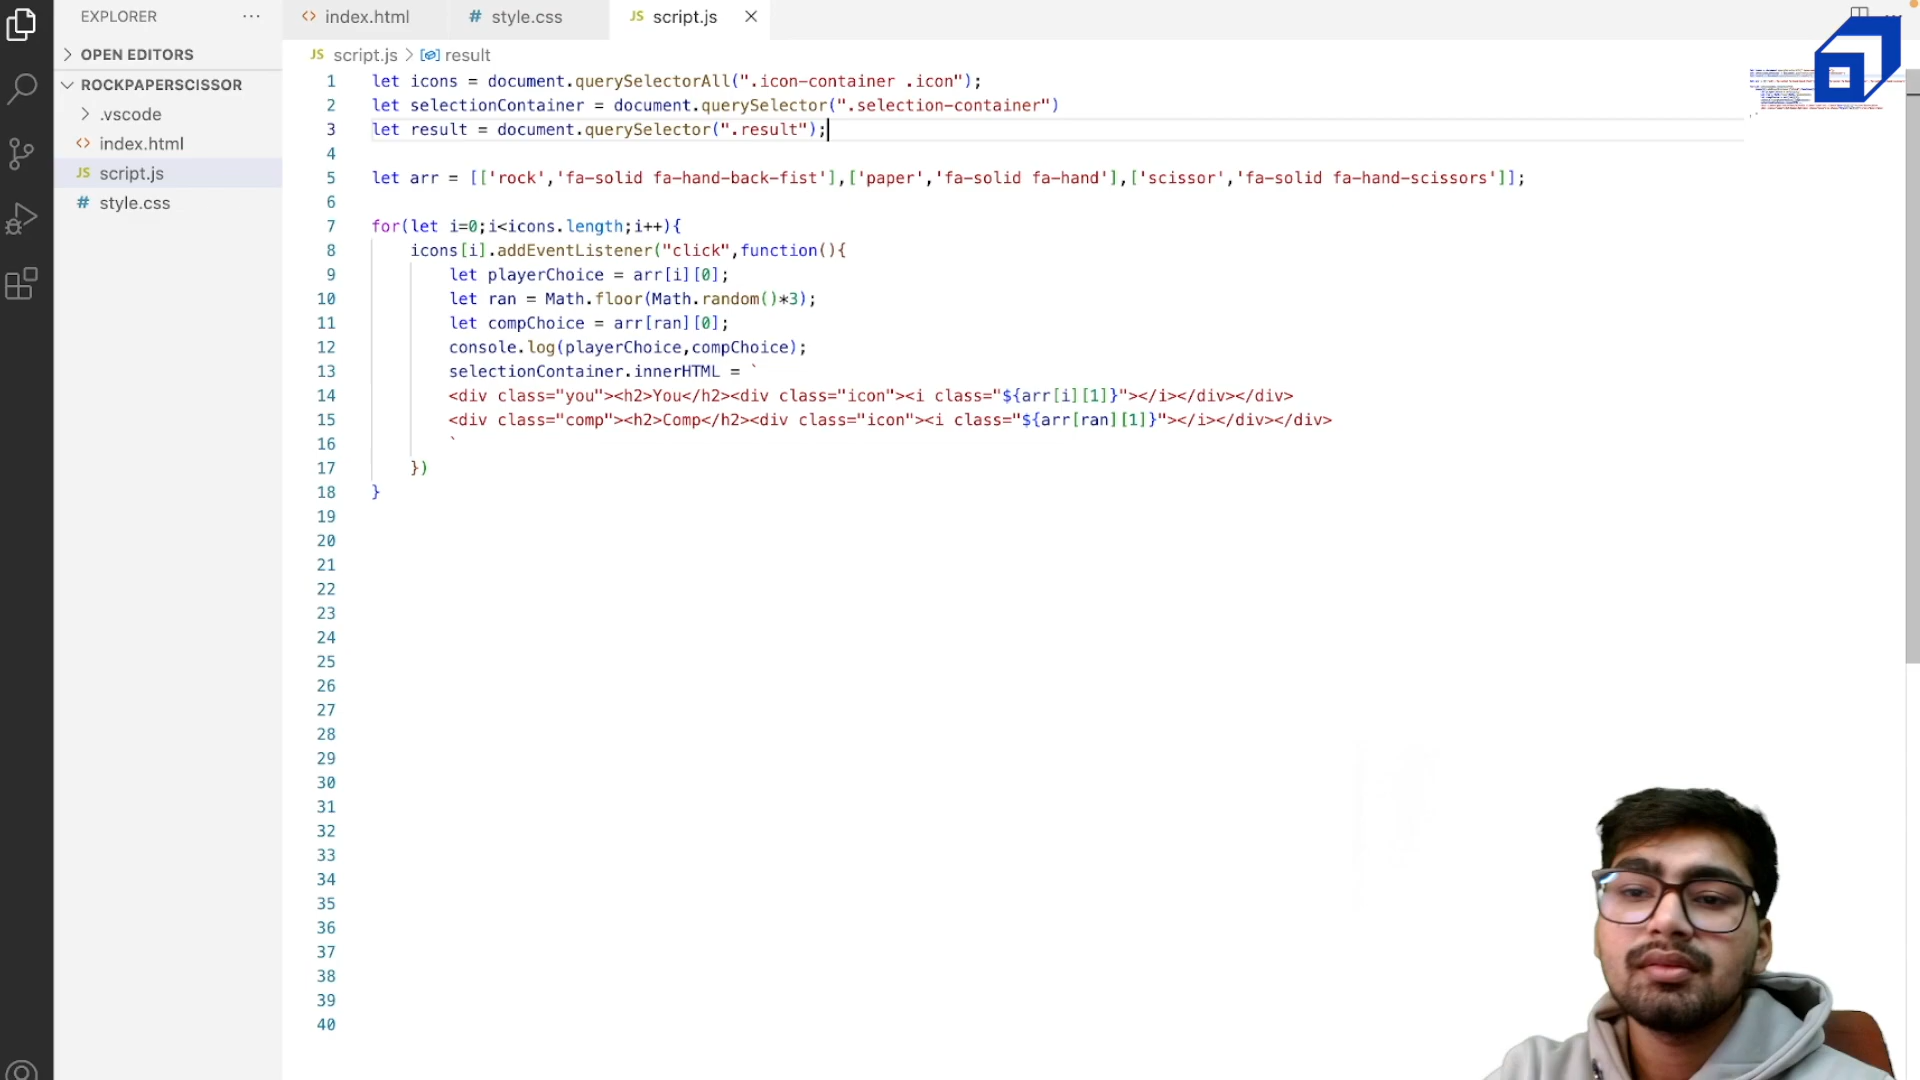 EXPLORER
···
index.html
style.css
JS script.js
OPEN EDITORS
ROCKPAPERSCISSOR
.vscode
index.html
JS script.js
# style.css
JS script.js > result
1 let icons = document.querySelectorAll(".icon-container .icon");
2 let selectionContainer = document.querySelector(".selection-container")
3 let result = document.querySelector(".result");
4
5 let arr = [['rock','fa-solid fa-hand-back-fist'],['paper','fa-solid fa-hand'],['scissor','fa-solid fa-hand-scissors']];
6
7 for(let i=0;i<icons.length;i++){
8 icons[i].addEventListener("click",function(){
9 let playerChoice = arr[i][0];
10 let ran = Math.floor(Math.random()*3);
11 let compChoice = arr[ran][0];
12 console.log(playerChoice,compChoice);
13 selectionContainer.innerHTML = `
14 <div class="you"><h2>You</h2><div class="icon"><i class="${arr[i][1]}"></i></div></div>
15 <div class="comp"><h2>Comp</h2><div class="icon"><i class="${arr[ran][1]}"></i></div></div>
16 `
17 })
18 }
19
20
21
22
23
24
25
26
27
28
29
30
31
32
33
34
35
36
37
38
39
40